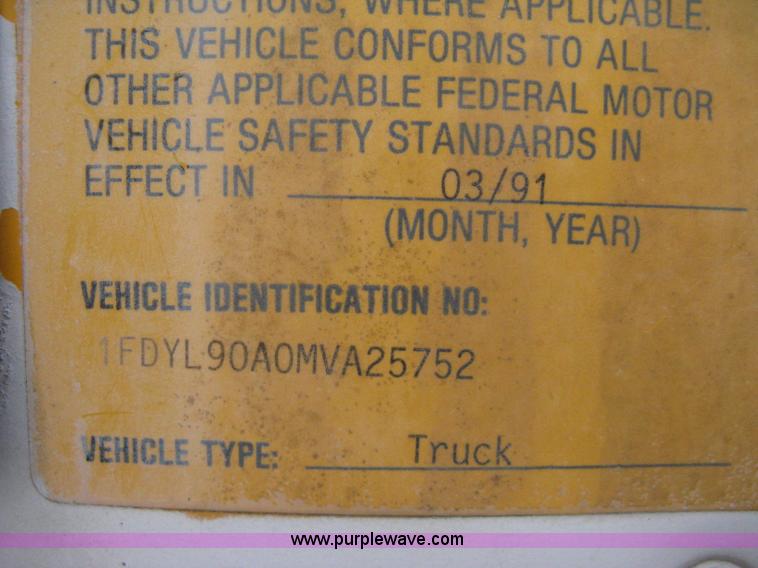 INSTRUCTIONS, WHERE APPLICABLE.
THIS VEHICLE CONFORMS TO ALL
OTHER APPLICABLE FEDERAL MOTOR
VEHICLE SAFETY STANDARDS IN
EFFECT IN 03/91
(MONTH, YEAR)
VEHICLE IDENTIFICATION NO:
1FDYL90A0MVA25752
VEHICLE TYPE: Truck
www.purplewave.com